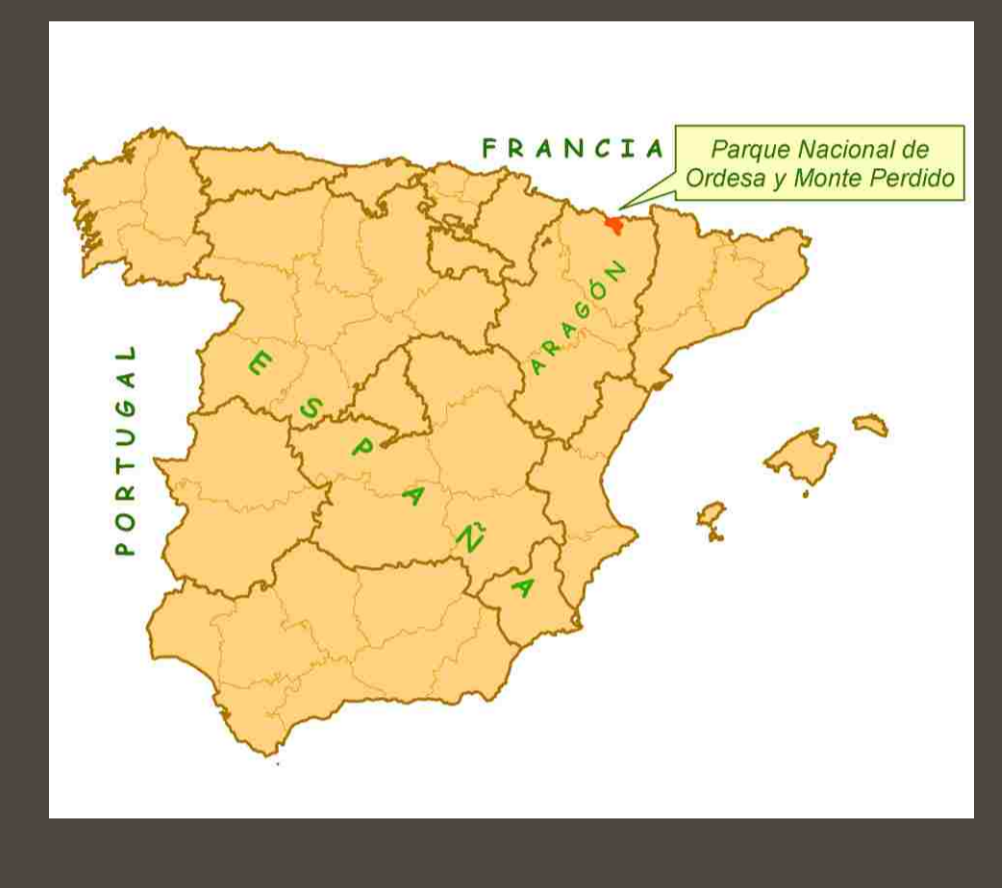 FRANCIA
Parque Nacional de
Ordesa y Monte Perdido
ARAGÓN
PORTUGAL
ESPAÑA